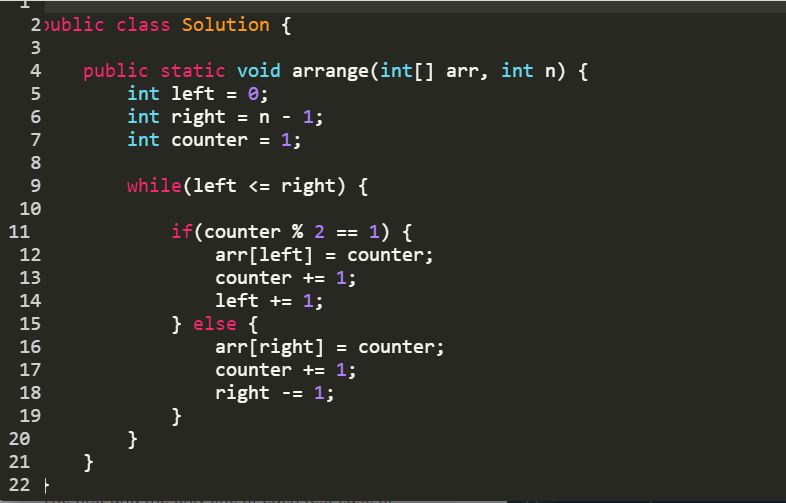 1
2 public class Solution {
3
4     public static void arrange(int[] arr, int n) {
5         int left = 0;
6         int right = n - 1;
7         int counter = 1;
8
9         while(left <= right) {
10
11             if(counter % 2 == 1) {
12                 arr[left] = counter;
13                 counter += 1;
14                 left += 1;
15             } else {
16                 arr[right] = counter;
17                 counter += 1;
18                 right -= 1;
19             }
20         }
21     }
22 }